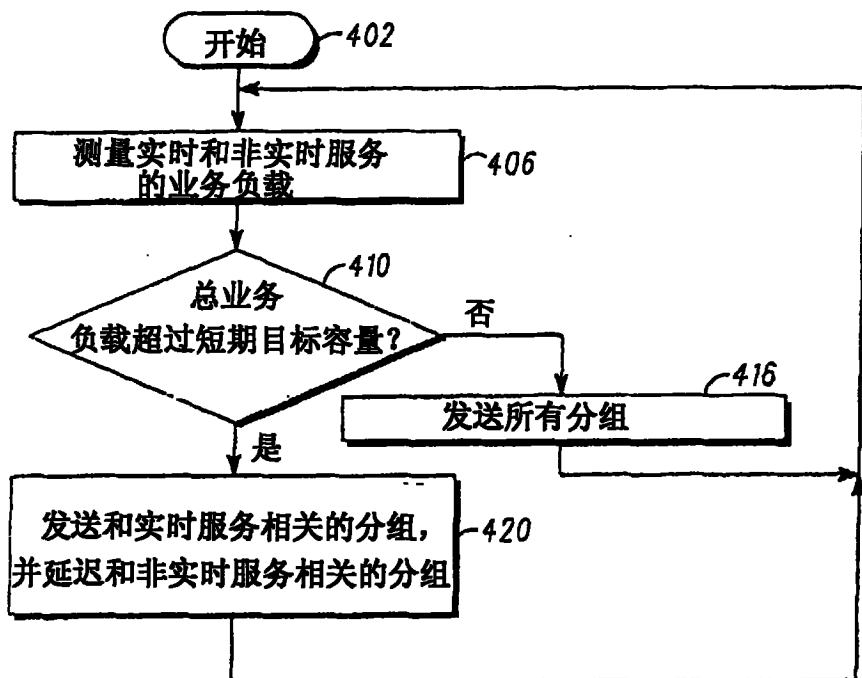 开始
402
测量实时和非实时服务
的业务负载
406
410
总业务
负载超过短期目标容量？
否
416
发送所有分组
是
发送和实时服务相关的分组，
并延迟和非实时服务相关的分组
420